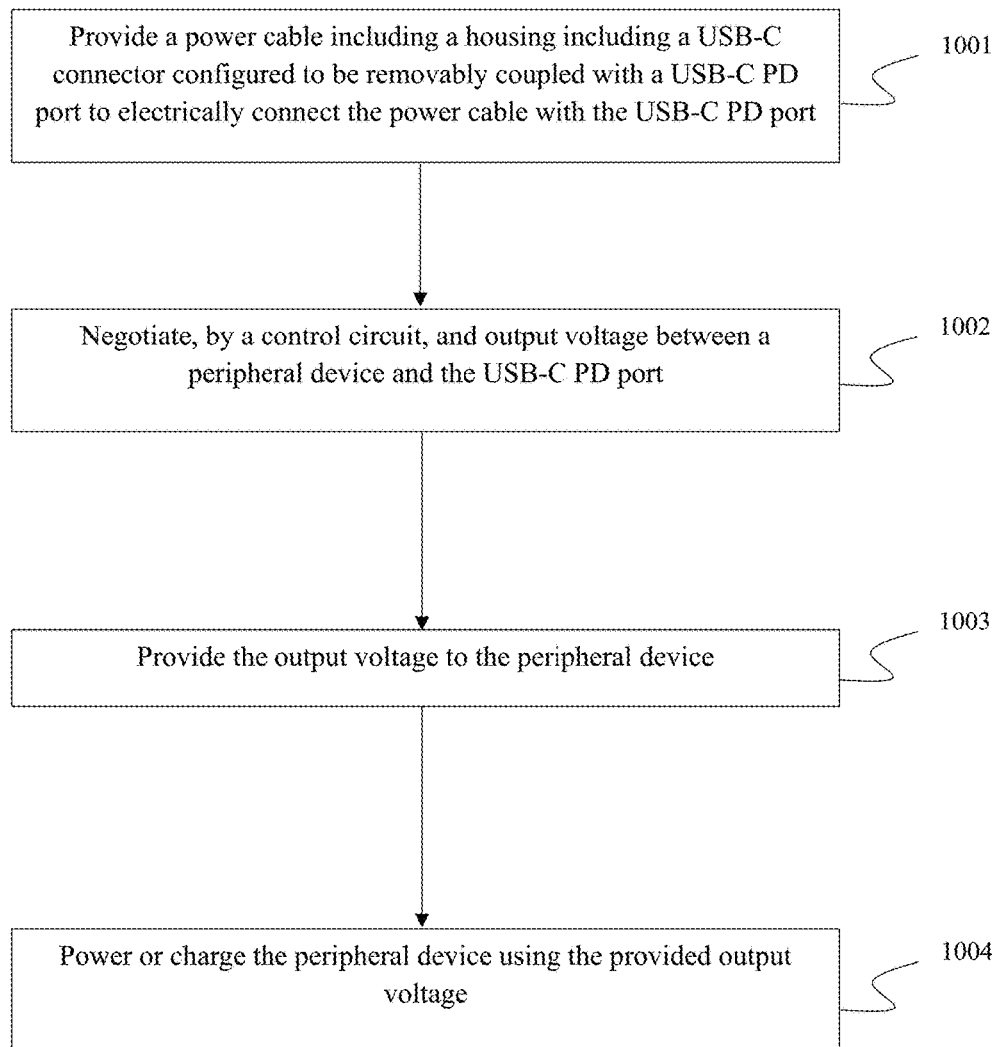 Provide a power cable including a housing including a USB-C
connector configured to be removably coupled with a USB-C PD
port to electrically connect the power cable with the USB-C PD port
1001
Negotiate, by a control circuit, and output voltage between a
peripheral device and the USB-C PD port
1002
Provide the output voltage to the peripheral device
1003
Power or charge the peripheral device using the provided output
voltage
1004